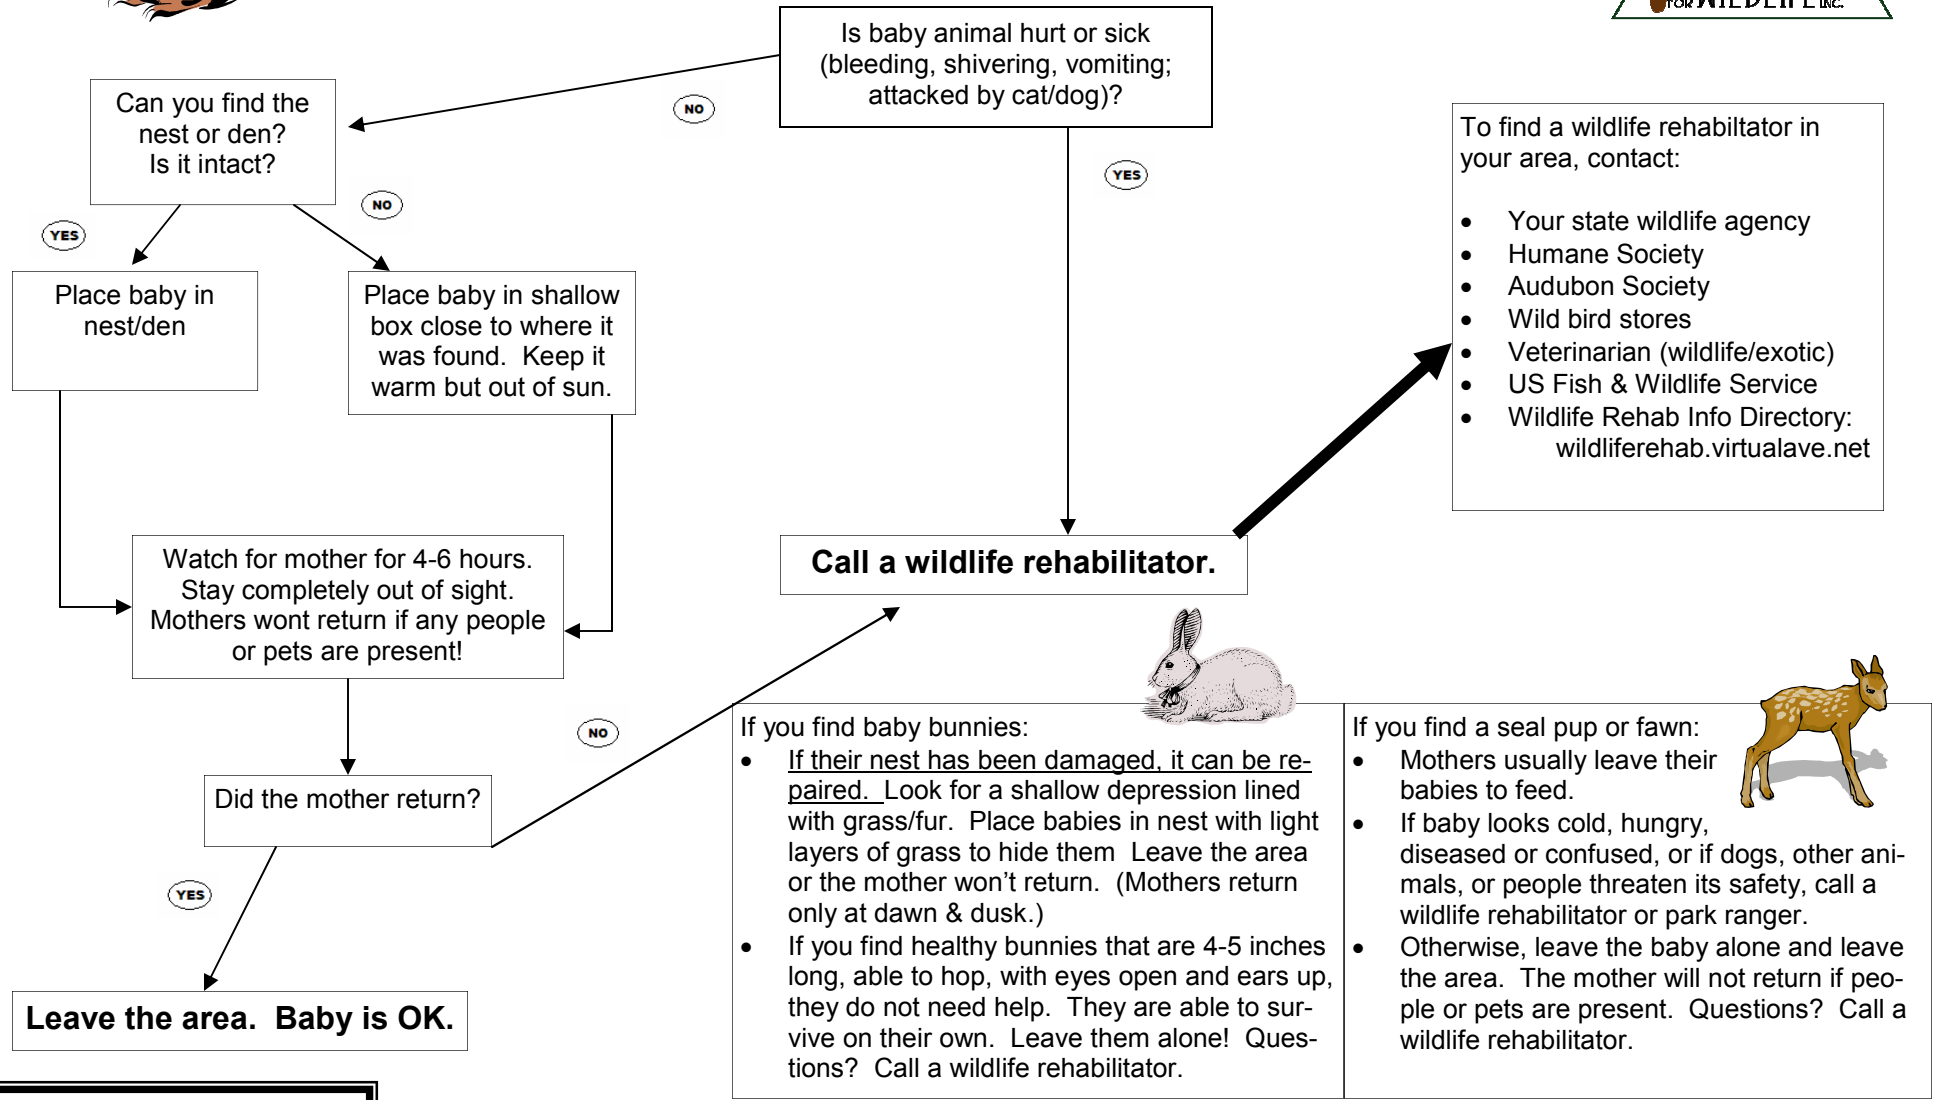 FOR WILDLIFE INC.
Is baby animal hurt or sick
(bleeding, shivering, vomiting;
attacked by cat/dog)?
NO
YES
Can you find the
nest or den?
Is it intact?
YES
NO
Place baby in
nest/den
Place baby in shallow
box close to where it
was found.  Keep it
warm but out of sun.
Watch for mother for 4-6 hours.
Stay completely out of sight.
Mothers wont return if any people
or pets are present!
Did the mother return?
NO
YES
Leave the area.  Baby is OK.
Call a wildlife rehabilitator.
To find a wildlife rehabiltator in
your area, contact:
• Your state wildlife agency
• Humane Society
• Audubon Society
• Wild bird stores
• Veterinarian (wildlife/exotic)
• US Fish & Wildlife Service
• Wildlife Rehab Info Directory:
wildliferehab.virtualave.net
If you find baby bunnies:
• If their nest has been damaged, it can be re-
paired.  Look for a shallow depression lined
with grass/fur.  Place babies in nest with light
layers of grass to hide them  Leave the area
or the mother won’t return.  (Mothers return
only at dawn & dusk.)
• If you find healthy bunnies that are 4-5 inches
long, able to hop, with eyes open and ears up,
they do not need help.  They are able to sur-
vive on their own.  Leave them alone!  Ques-
tions?  Call a wildlife rehabilitator.
If you find a seal pup or fawn:
• Mothers usually leave their
babies to feed.
• If baby looks cold, hungry,
diseased or confused, or if dogs, other ani-
mals, or people threaten its safety, call a
wildlife rehabilitator or park ranger.
• Otherwise, leave the baby alone and leave
the area.  The mother will not return if peo-
ple or pets are present.  Questions?  Call a
wildlife rehabilitator.